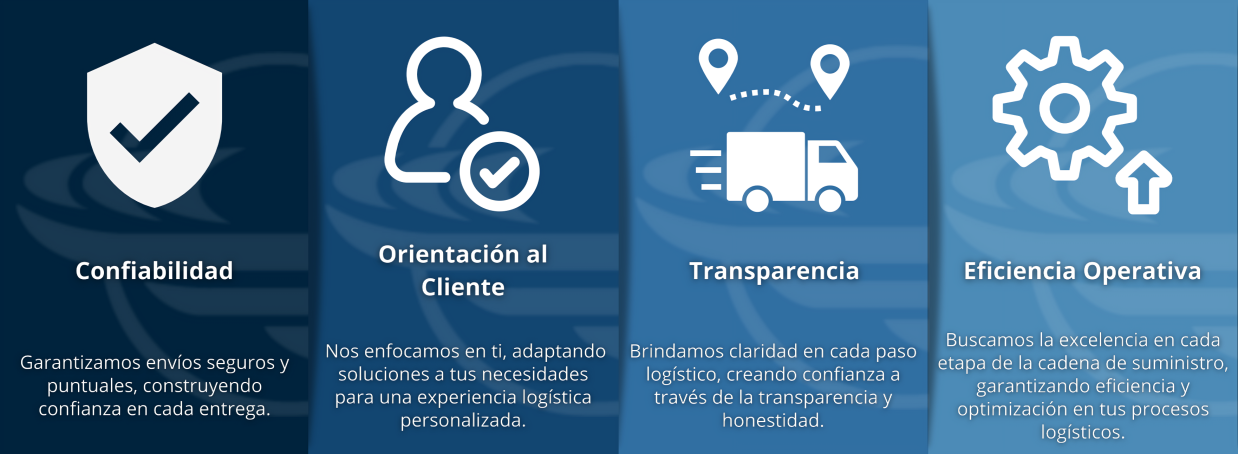 Confiabilidad
Garantizamos envíos seguros y
puntuales, construyendo
confianza en cada entrega.
Orientación al
Cliente
Nos enfocamos en ti, adaptando
soluciones a tus necesidades
para una experiencia logística
personalizada.
Transparencia
Brindamos claridad en cada paso
logístico, creando confianza a
través de la transparencia y
honestidad.
Eficiencia Operativa
Buscamos la excelencia en cada
etapa de la cadena de suministro,
garantizando eficiencia y
optimización en tus procesos
logísticos.